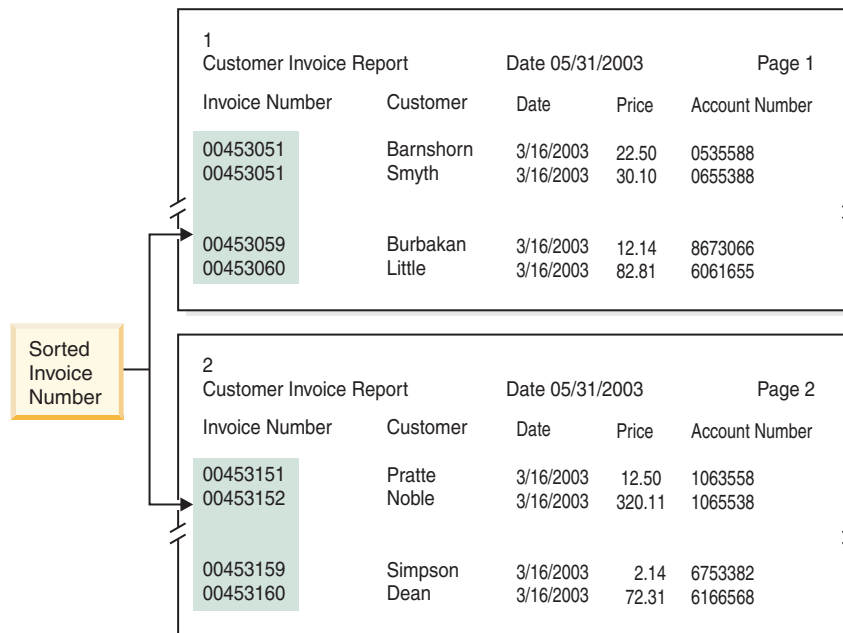 1
Customer Invoice Report Date 05/31/2003 Page 1
Invoice Number Customer Date Price Account Number
00453051 Barnshorn 3/16/2003 22.50 0535588
00453051 Smyth 3/16/2003 30.10 0655388
00453059 Burbakan 3/16/2003 12.14 8673066
00453060 Little 3/16/2003 82.81 6061655
Sorted
Invoice
Number
2
Customer Invoice Report Date 05/31/2003 Page 2
Invoice Number Customer Date Price Account Number
00453151 Pratte 3/16/2003 12.50 1063558
00453152 Noble 3/16/2003 320.11 1065538
00453159 Simpson 3/16/2003 2.14 6753382
00453160 Dean 3/16/2003 72.31 6166568